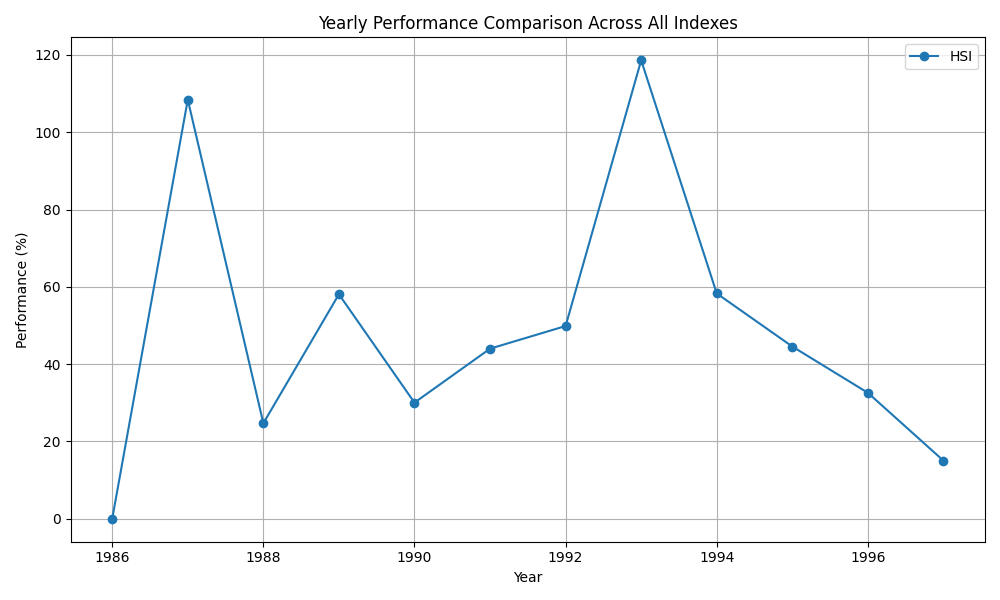 Yearly Performance Comparison Across All Indexes
HSI
Performance (%)
120
100
80
60
40
20
0
1986 1988 1990 1992 1994 1996
Year